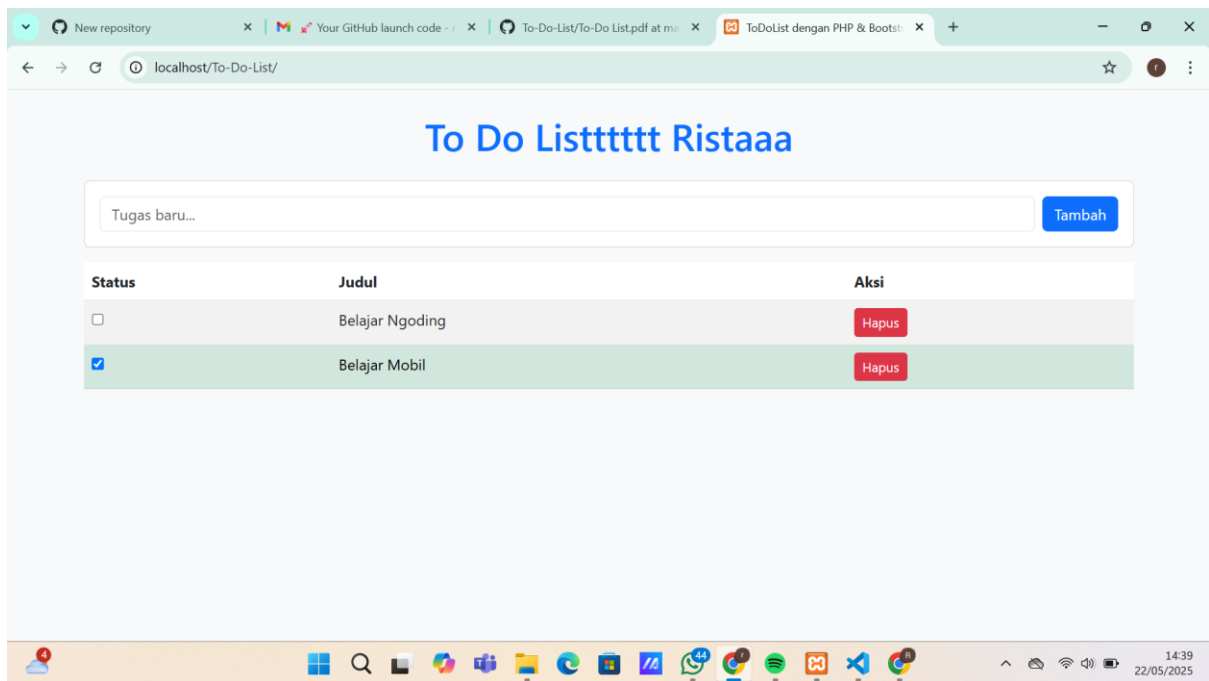 New repository
Your GitHub launch code -
To-Do-List/To Do List.pdf at ma
ToDoList dengan PHP & Bootst
localhost/To-Do-List/
r
To Do Listttttt Ristaaa
Tugas baru...
Tambah
Status Judul Aksi
Belajar Ngoding Hapus
Belajar Mobil Hapus
4
44
r
R
14:39
22/05/2025